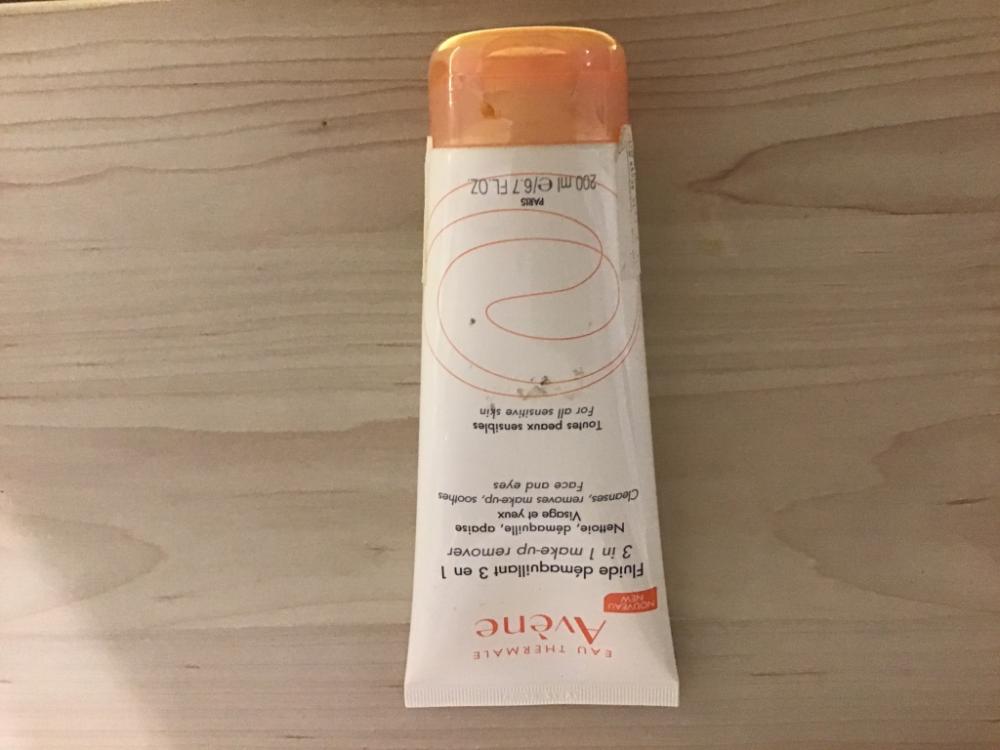 EAU THERMALE
Avène
NOUVEAU
NEW
Fluide démaquillant 3 en 1
3 in 1 make-up remover
Nettoie, démaquille, apaise
Visage et yeux
Cleanses, removes make-up, soothes
Face and eyes
Toutes peaux sensibles
For all sensitive skin
PARIS
200 ml ℮/6.7 FL.OZ.